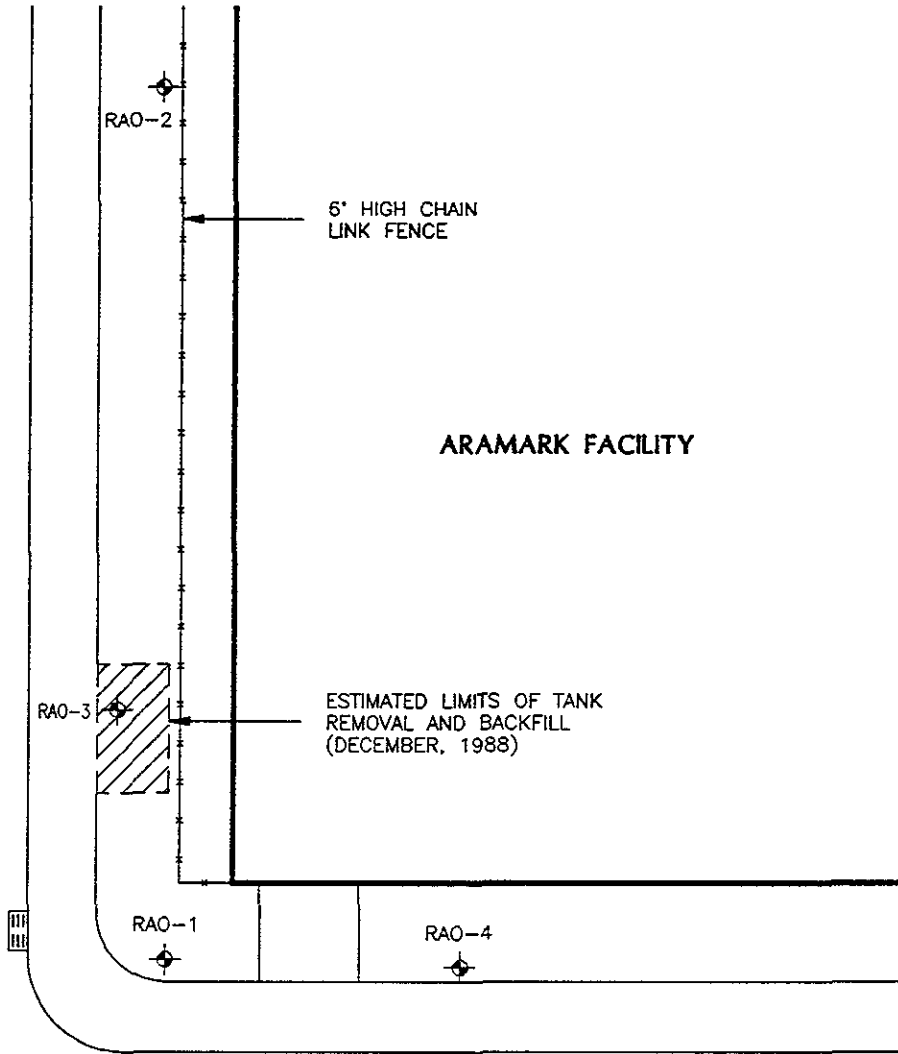 RAO-2
6' HIGH CHAIN
LINK FENCE
ARAMARK FACILITY
RAO-3
ESTIMATED LIMITS OF TANK
REMOVAL AND BACKFILL
(DECEMBER, 1988)
RAO-1
RAO-4